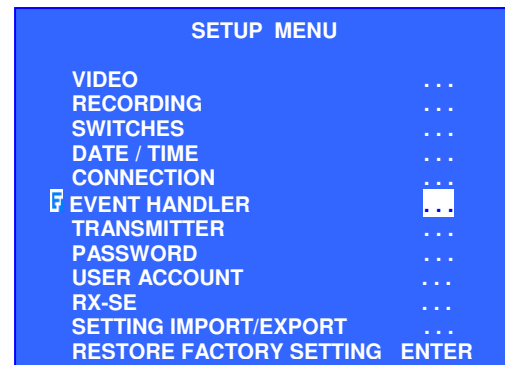 SETUP MENU
VIDEO ...
RECORDING ...
SWITCHES ...
DATE / TIME ...
CONNECTION ...
F EVENT HANDLER ...
TRANSMITTER ...
PASSWORD ...
USER ACCOUNT ...
RX-SE ...
SETTING IMPORT/EXPORT ...
RESTORE FACTORY SETTING ENTER